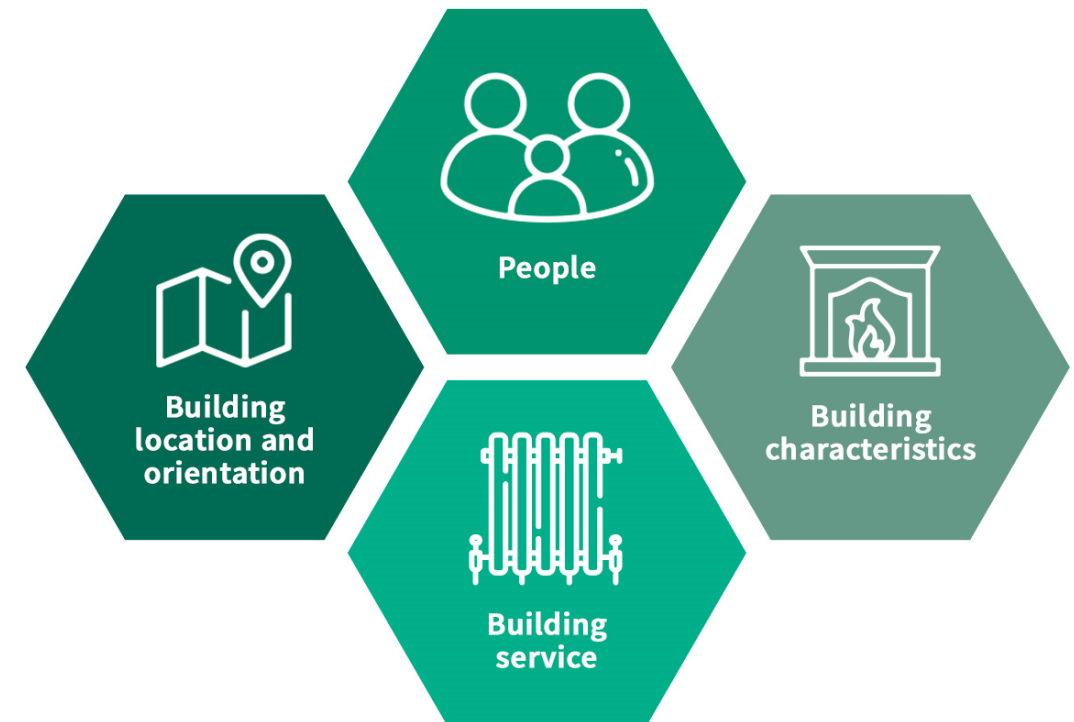 People
Building
location and
orientation
Building
characteristics
Building
service